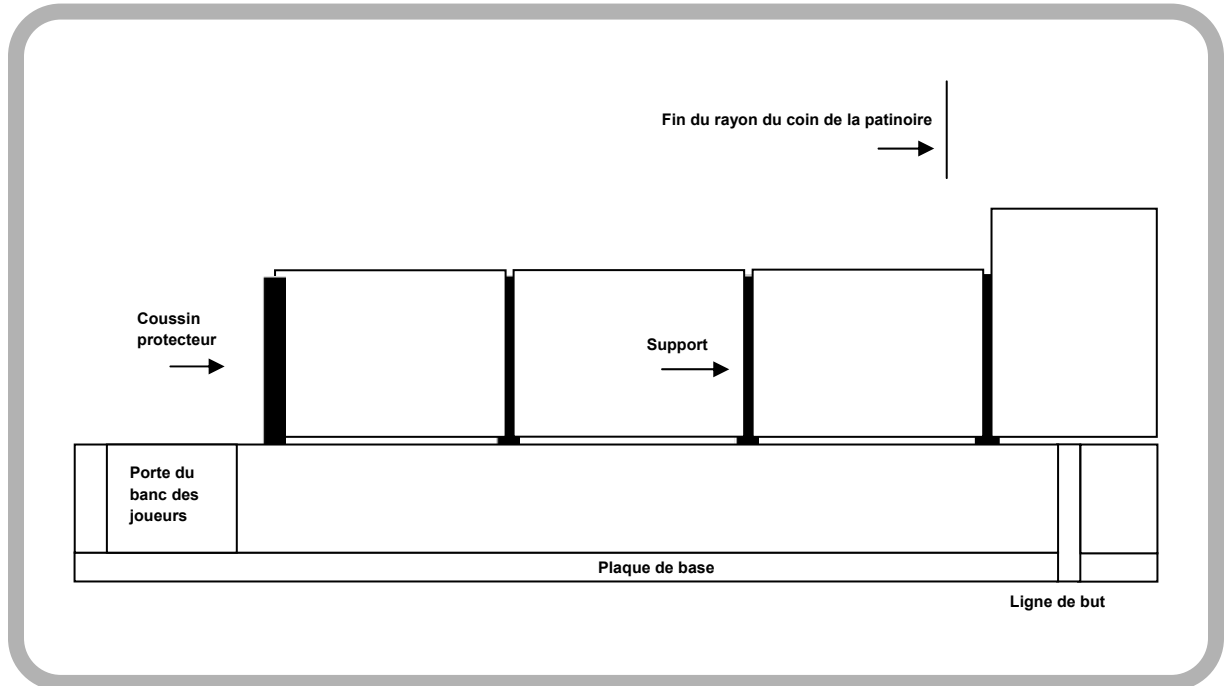 Fin du rayon du coin de la patinoire
Coussin
protecteur
Support
Porte du
banc des
joueurs
Plaque de base
Ligne de but